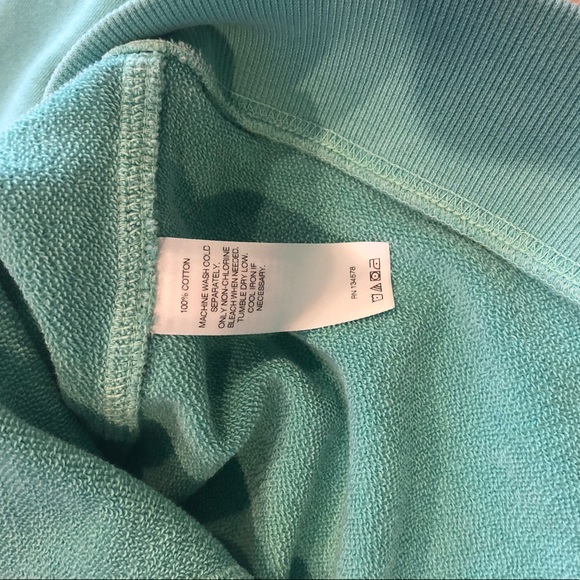 100% COTTON
MACHINE WASH COLD
SEPARATELY.
ONLY NON-CHLORINE
BLEACH WHEN NEEDED.
TUMBLE DRY LOW.
COOL IRON IF
NECESSARY.
RN 134578